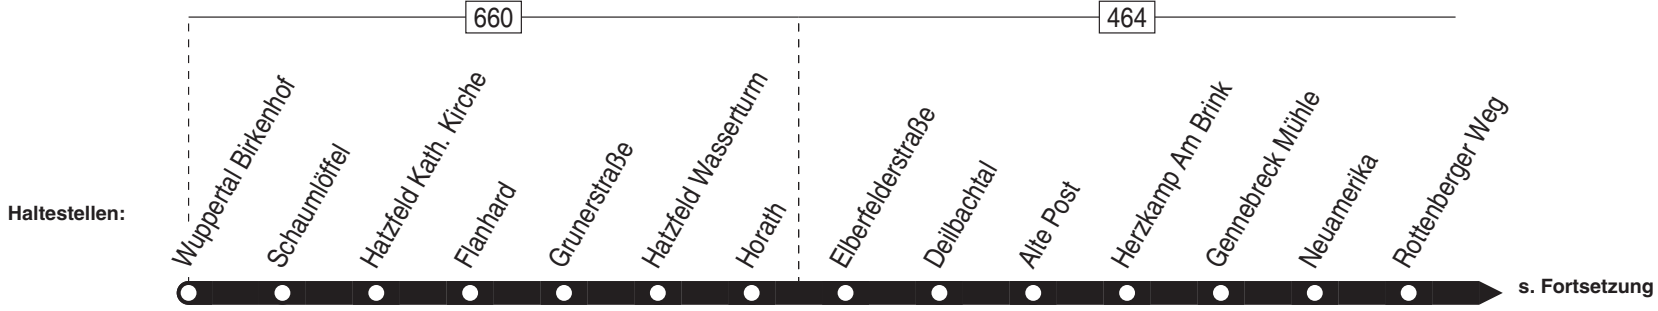 660
464
Haltestellen:
Wuppertal Birkenhof
Schaumlöffel
Hatzfeld Kath. Kirche
Flanhard
Grunerstraße
Hatzfeld Wasserturm
Horath
Elberfelderstraße
Deilbachtal
Alte Post
Herzkamp Am Brink
Gennebreck Mühle
Neuamerika
Rottenberger Weg
s. Fortsetzung